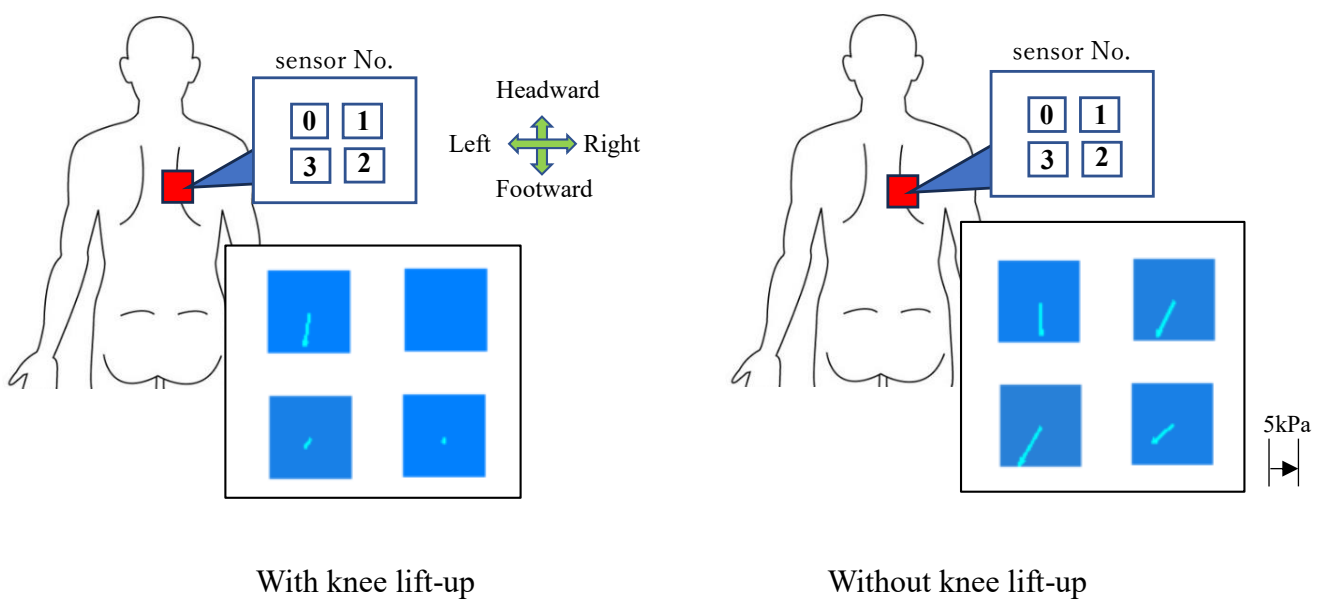 sensor No.
0 1
3 2
Headward
Left Right
Footward
With knee lift-up
sensor No.
0 1
3 2
5kPa
Without knee lift-up